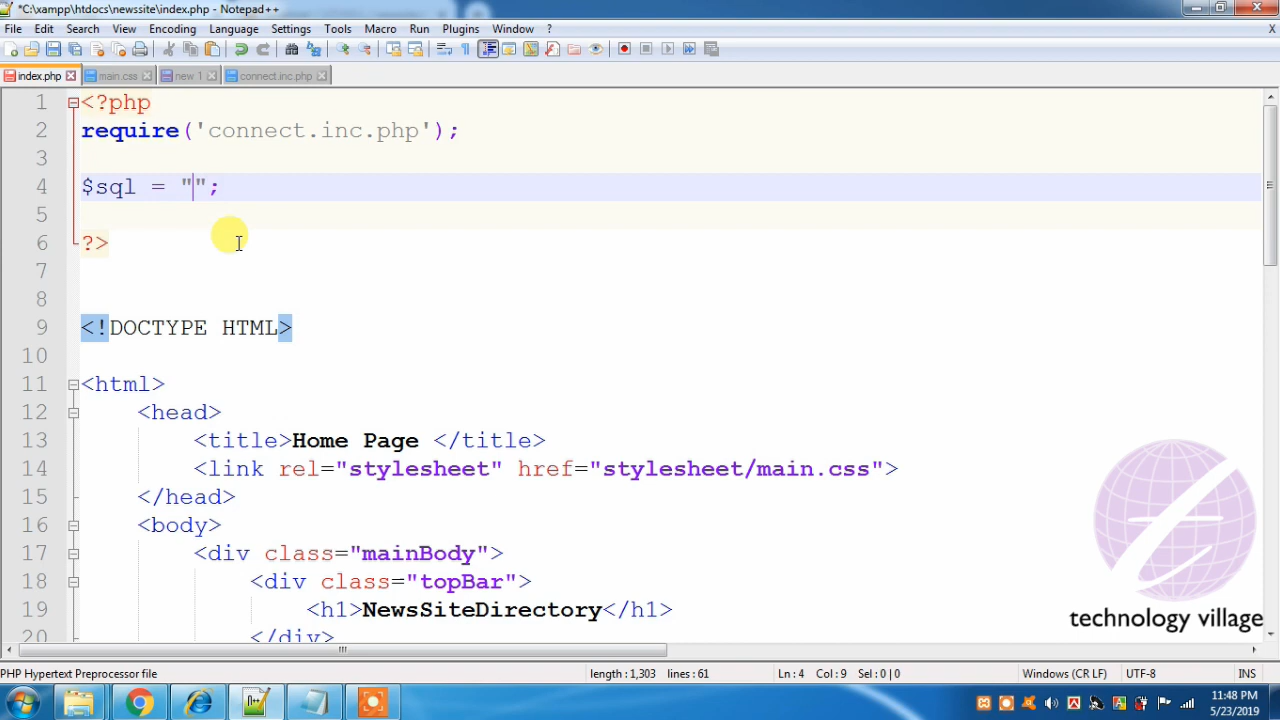 *C:\xampp\htdocs\newssite\index.php - Notepad++
File Edit Search View Encoding Language Settings Tools Macro Run Plugins Window ? X
index.php main.css new 1 connect.inc.php
1 <?php
2 require('connect.inc.php');
3
4 $sql = "";
5
6 ?>
7
8
9 <!DOCTYPE HTML>
10
11 <html>
12 <head>
13 <title>Home Page </title>
14 <link rel="stylesheet" href="stylesheet/main.css">
15 </head>
16 <body>
17 <div class="mainBody">
18 <div class="topBar">
19 <h1>NewsSiteDirectory</h1>
20 </div>
technology village
PHP Hypertext Preprocessor file length : 1,303 lines : 61 Ln : 4 Col : 9 Sel : 0 | 0 Windows (CR LF) UTF-8 INS
11:48 PM
5/23/2019